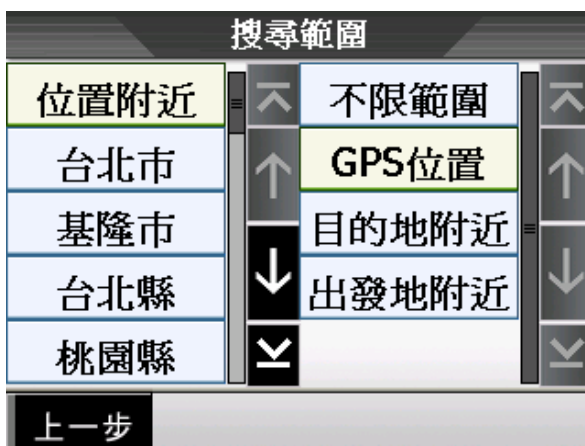 搜尋範圍
位置附近
台北市
基隆市
台北縣
桃園縣
不限範圍
GPS位置
目的地附近
出發地附近
上一步